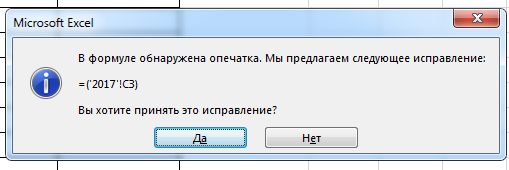 Microsoft Excel
В формуле обнаружена опечатка. Мы предлагаем следующее исправление:
=('2017'!C3)
Вы хотите принять это исправление?
Да Нет